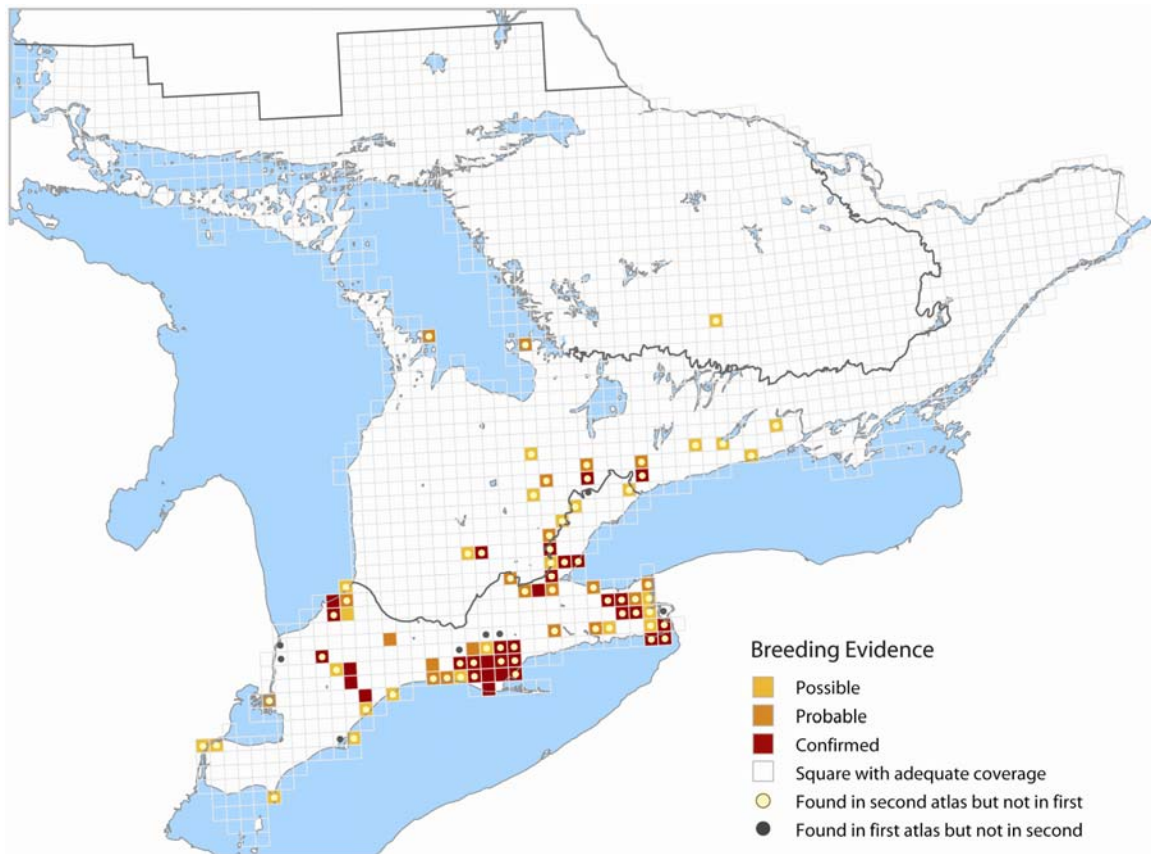 Breeding Evidence
Possible
Probable
Confirmed
Square with adequate coverage
Found in second atlas but not in first
Found in first atlas but not in second